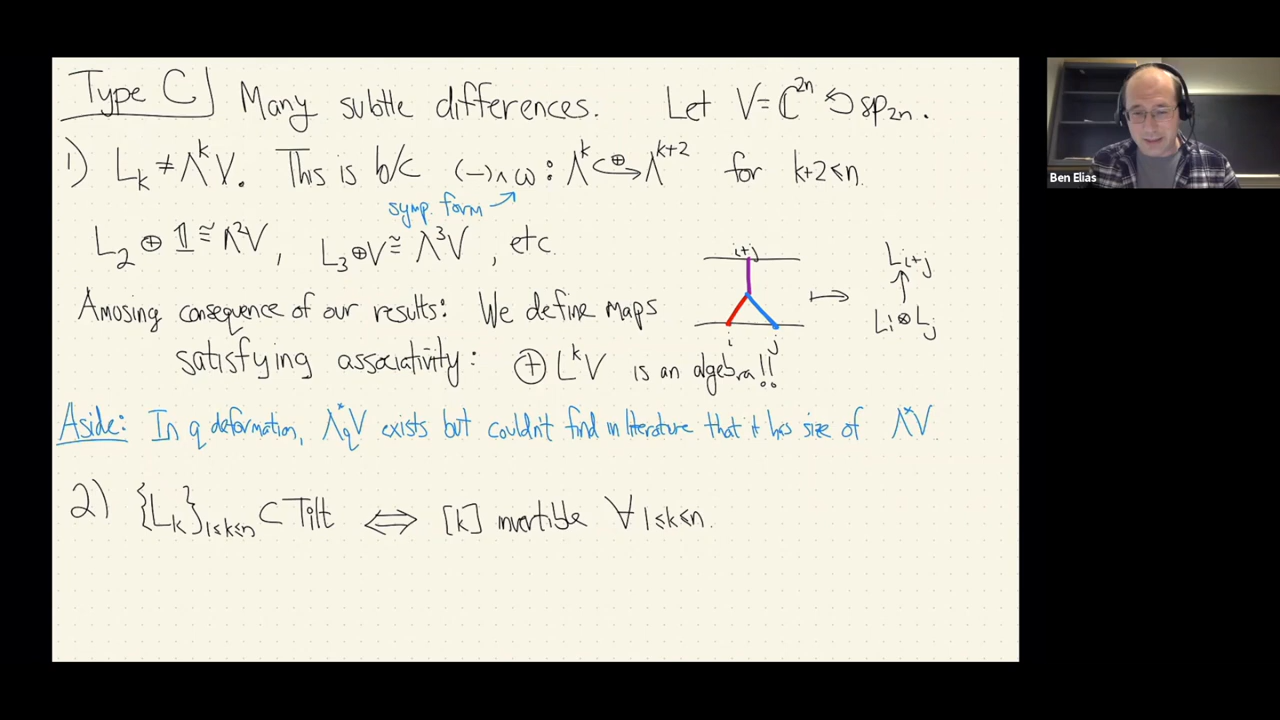 Type C Many subtle differences. Let V = ℂ²ⁿ ↺ sp₂ₙ.
1) Lₖ ≠ ΛᵏV. This is b/c (–)∧ω : Λᵏ ⊕↪ Λᵏ⁺² for k+2≤n.
symp. form →
L₂ ⊕ 𝟙 ≅ Λ²V, L₃⊕V ≅ Λ³V, etc.
i+j Lᵢ₊ⱼ
Amusing consequence of our results: We define maps ↦ ↑
i j Lᵢ⊗Lⱼ
satisfying associativity: ⊕ LᵏV is an algebra!!
Aside: In q deformation, Λ*_qV exists but couldn't find in literature that it has size of Λ*V
2) {Lₖ}₁≤ₖ≤ₙ ⊂ Tilt ⟺ [k] invertible ∀ 1≤k≤n.
Ben Elias